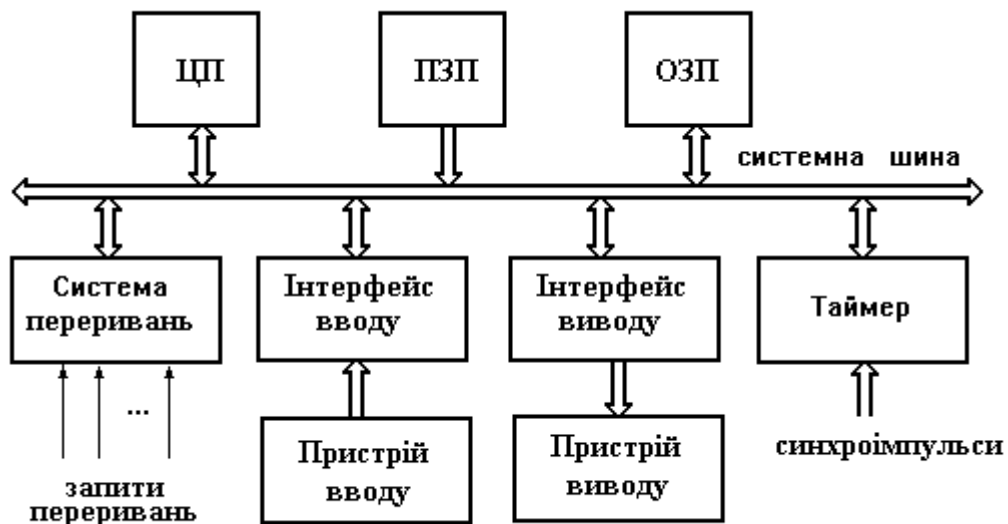 ЦП
ПЗП
ОЗП
системна шина
Система
переривань
Інтерфейс
вводу
Інтерфейс
виводу
Таймер
...
запити
переривань
Пристрій
вводу
Пристрій
виводу
синхроімпульси